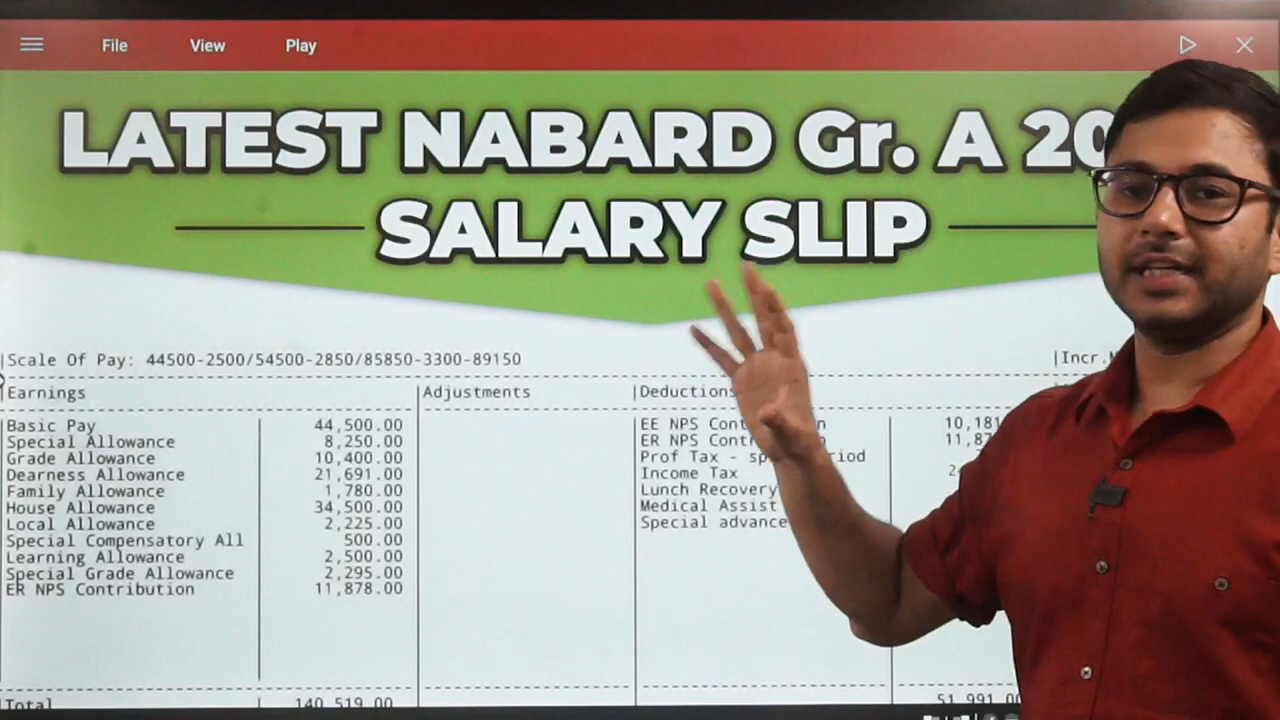 File View Play
LATEST NABARD Gr. A 20
SALARY SLIP
Scale Of Pay: 44500-2500/54500-2850/85850-3300-89150
Earnings Adjustments Deductions
Basic Pay 44,500.00 EE NPS
Special Allowance 8,250.00 ER NPS
Grade Allowance 10,400.00 Prof Tax -
Dearness Allowance 21,691.00 Income Tax
Family Allowance 1,780.00 Lunch Recovery
House Allowance 34,500.00 Medical Assist
Local Allowance 2,225.00 Special advance
Special Compensatory All 500.00
Learning Allowance 2,500.00
Special Grade Allowance 2,295.00
ER NPS Contribution 11,878.00
Total 140,519.00 51,991.00